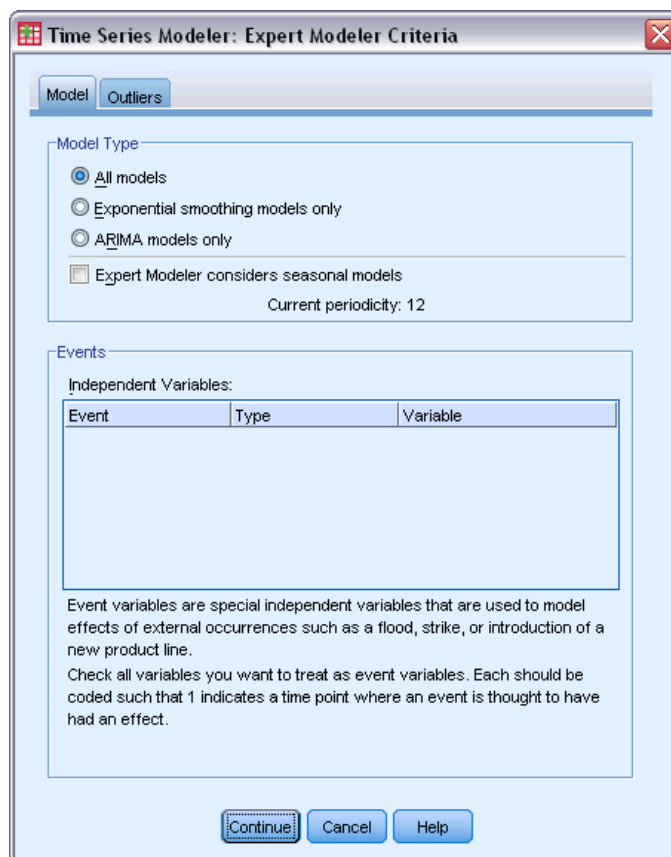 Time Series Modeler: Expert Modeler Criteria
Model Outliers
Model Type
All models
Exponential smoothing models only
ARIMA models only
Expert Modeler considers seasonal models
Current periodicity: 12
Events
Independent Variables:
Event Type Variable
Event variables are special independent variables that are used to model
effects of external occurrences such as a flood, strike, or introduction of a
new product line.
Check all variables you want to treat as event variables. Each should be
coded such that 1 indicates a time point where an event is thought to have
had an effect.
Continue Cancel Help